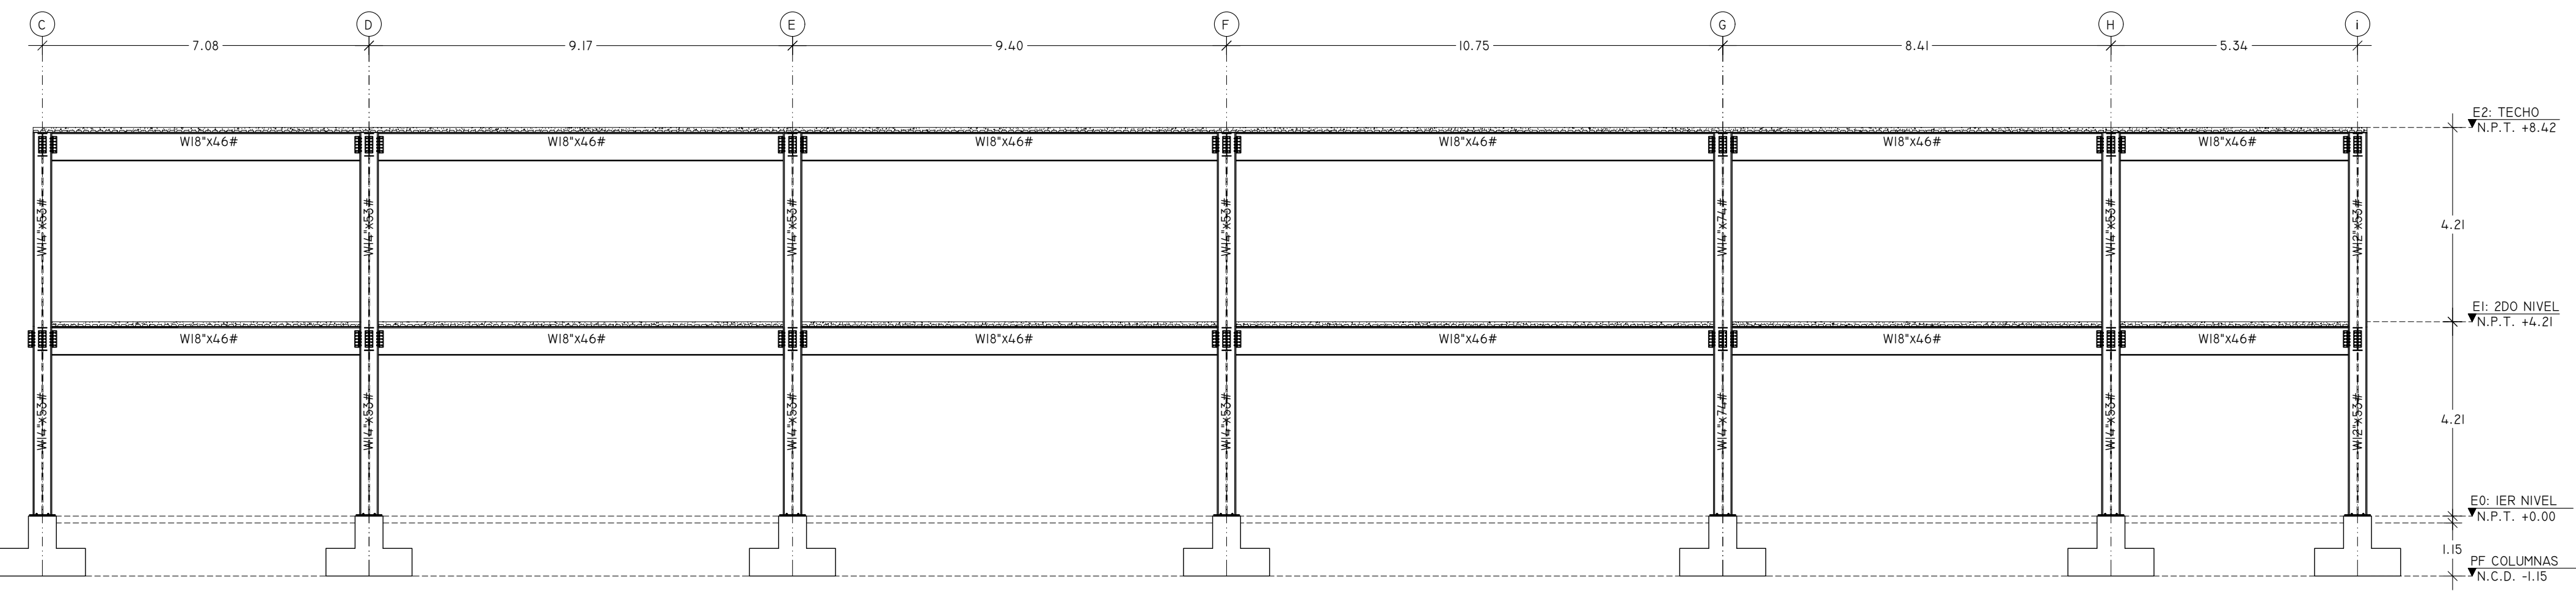 C D E F G H i
7.08 9.17 9.40 10.75 8.41 5.34
E2: TECHO
N.P.T. +8.42
W18"x46# W18"x46# W18"x46# W18"x46# W18"x46# W18"x46#
W14"x53# W14"x53# W14"x53# W14"x53# W14"x74# W14"x53# W12"x53#
4.21
E1: 2DO NIVEL
N.P.T. +4.21
W18"x46# W18"x46# W18"x46# W18"x46# W18"x46# W18"x46#
W14"x53# W14"x53# W14"x53# W14"x53# W14"x74# W14"x53# W12"x53#
4.21
E0: 1ER NIVEL
N.P.T. +0.00
1.15
PF COLUMNAS
N.C.D. -1.15